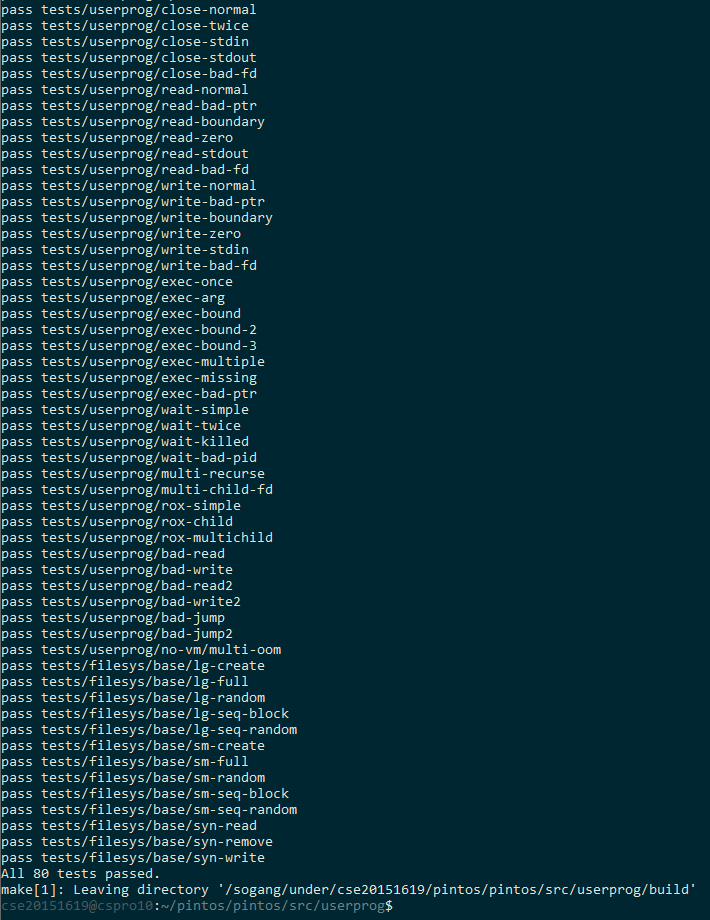 pass tests/userprog/close-normal
pass tests/userprog/close-twice
pass tests/userprog/close-stdin
pass tests/userprog/close-stdout
pass tests/userprog/close-bad-fd
pass tests/userprog/read-normal
pass tests/userprog/read-bad-ptr
pass tests/userprog/read-boundary
pass tests/userprog/read-zero
pass tests/userprog/read-stdout
pass tests/userprog/read-bad-fd
pass tests/userprog/write-normal
pass tests/userprog/write-bad-ptr
pass tests/userprog/write-boundary
pass tests/userprog/write-zero
pass tests/userprog/write-stdin
pass tests/userprog/write-bad-fd
pass tests/userprog/exec-once
pass tests/userprog/exec-arg
pass tests/userprog/exec-bound
pass tests/userprog/exec-bound-2
pass tests/userprog/exec-bound-3
pass tests/userprog/exec-multiple
pass tests/userprog/exec-missing
pass tests/userprog/exec-bad-ptr
pass tests/userprog/wait-simple
pass tests/userprog/wait-twice
pass tests/userprog/wait-killed
pass tests/userprog/wait-bad-pid
pass tests/userprog/multi-recurse
pass tests/userprog/multi-child-fd
pass tests/userprog/rox-simple
pass tests/userprog/rox-child
pass tests/userprog/rox-multichild
pass tests/userprog/bad-read
pass tests/userprog/bad-write
pass tests/userprog/bad-read2
pass tests/userprog/bad-write2
pass tests/userprog/bad-jump
pass tests/userprog/bad-jump2
pass tests/userprog/no-vm/multi-oom
pass tests/filesys/base/lg-create
pass tests/filesys/base/lg-full
pass tests/filesys/base/lg-random
pass tests/filesys/base/lg-seq-block
pass tests/filesys/base/lg-seq-random
pass tests/filesys/base/sm-create
pass tests/filesys/base/sm-full
pass tests/filesys/base/sm-random
pass tests/filesys/base/sm-seq-block
pass tests/filesys/base/sm-seq-random
pass tests/filesys/base/syn-read
pass tests/filesys/base/syn-remove
pass tests/filesys/base/syn-write
All 80 tests passed.
make[1]: Leaving directory '/sogang/under/cse20151619/pintos/pintos/src/userprog/build'
cse20151619@cspro10:~/pintos/pintos/src/userprog$